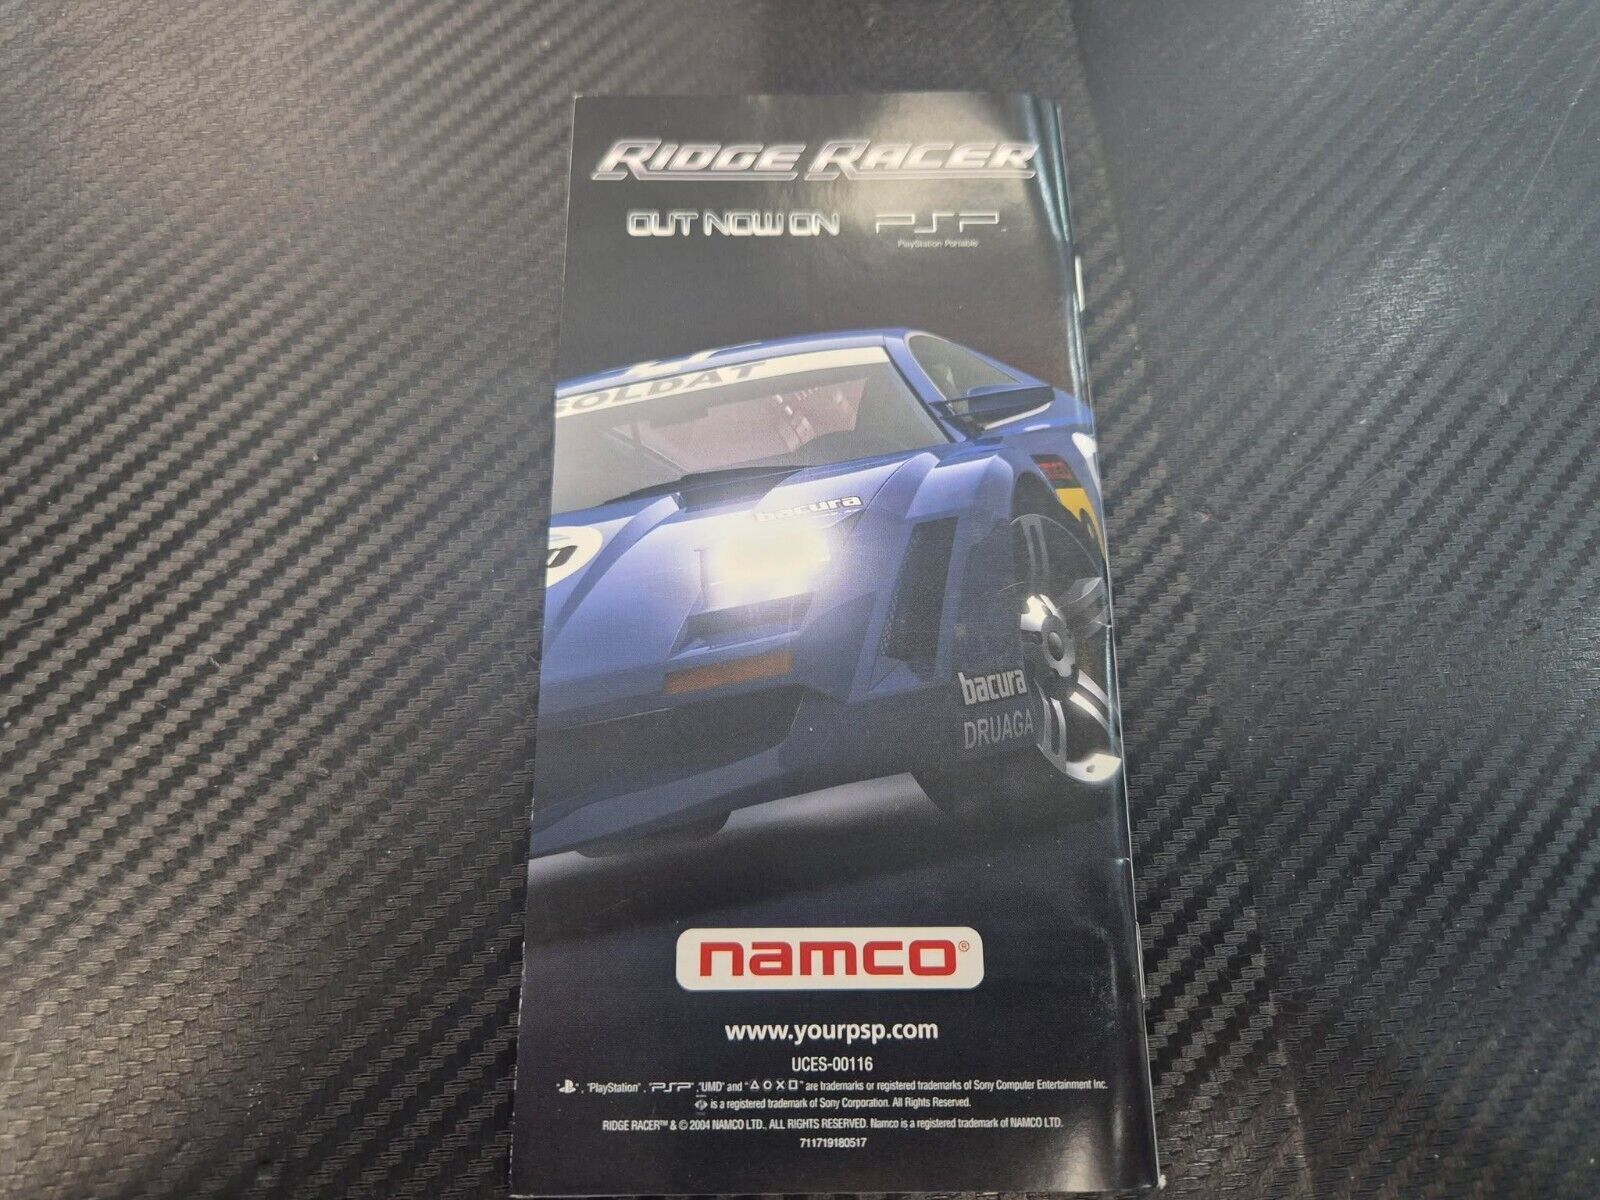 RIDGE RACER
OUT NOW ON PSP.
PlayStation Portable
SOLDAT
bacura
bacura
DRUAGA
namco®
www.yourpsp.com
UCES-00116
" ", "PlayStation", "PSP", "UMD" and "△○✕□" are trademarks or registered trademarks of Sony Computer Entertainment Inc.
is a registered trademark of Sony Corporation. All Rights Reserved.
RIDGE RACER™ & © 2004 NAMCO LTD., ALL RIGHTS RESERVED. Namco is a registered trademark of NAMCO LTD.
711719180517